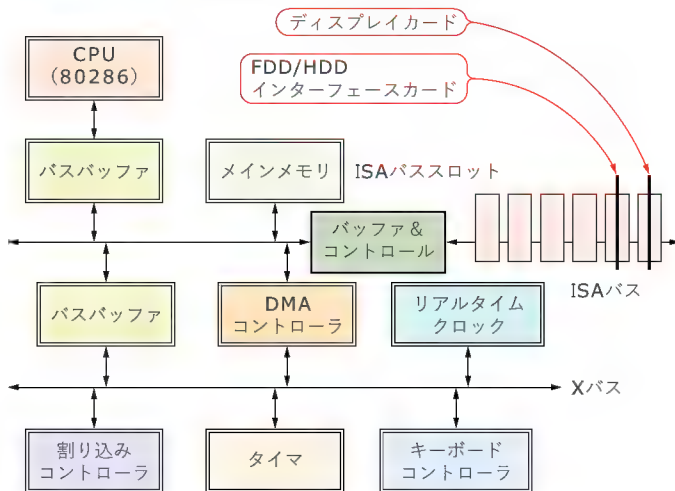 ディスプレイカード
CPU
(80286)
FDD/HDD
インターフェースカード
バスバッファ
メインメモリ
ISAバススロット
バッファ＆
コントロール
ISAバス
バスバッファ
DMA
コントローラ
リアルタイム
クロック
Xバス
割り込み
コントローラ
タイマ
キーボード
コントローラ